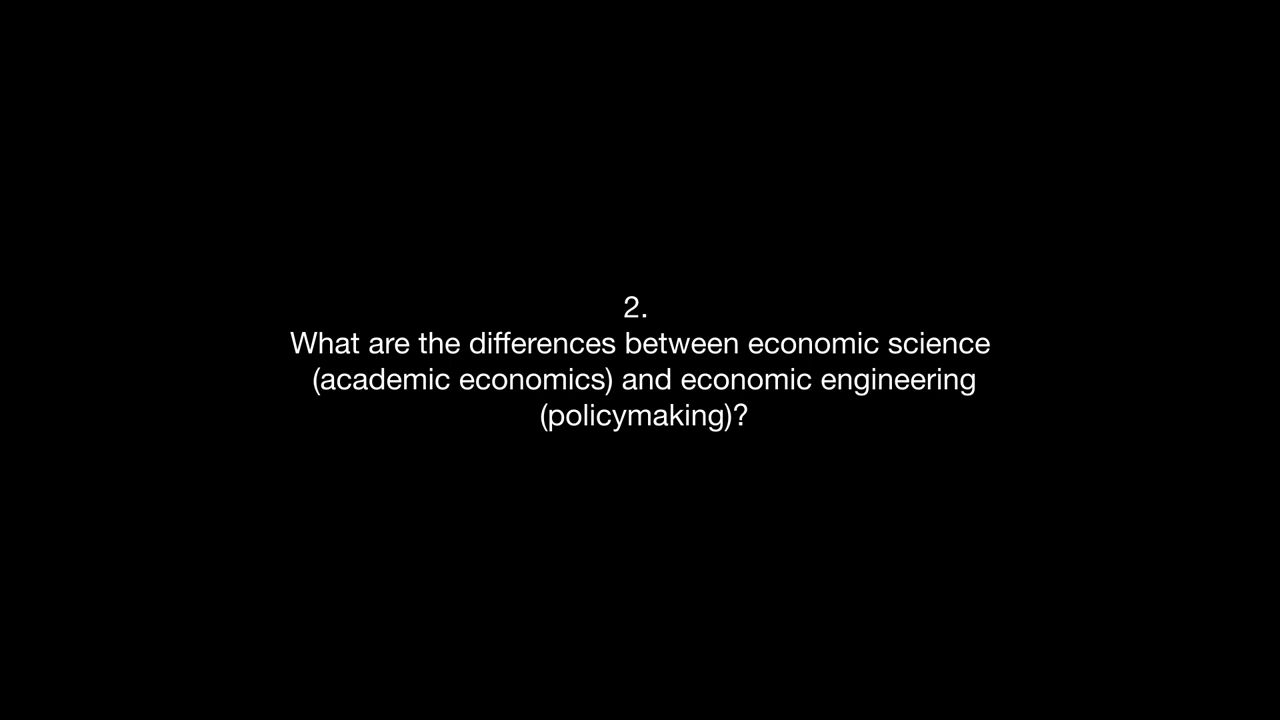 2.
What are the differences between economic science
(academic economics) and economic engineering
(policymaking)?